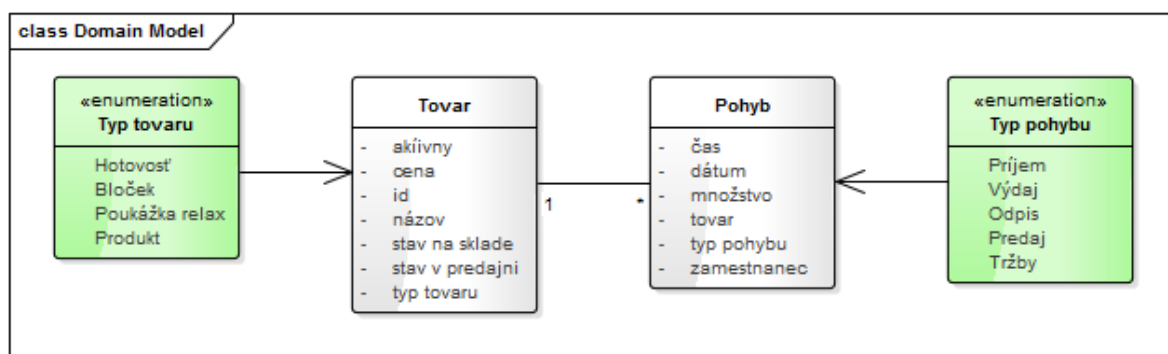 class Domain Model
«enumeration»
Typ tovaru
Hotovosť
Bloček
Poukážka relax
Produkt
Tovar
- akíivny
- cena
- id
- názov
- stav na sklade
- stav v predajni
- typ tovaru
1
*
Pohyb
- čas
- dátum
- množstvo
- tovar
- typ pohybu
- zamestnanec
«enumeration»
Typ pohybu
Príjem
Výdaj
Odpis
Predaj
Tržby